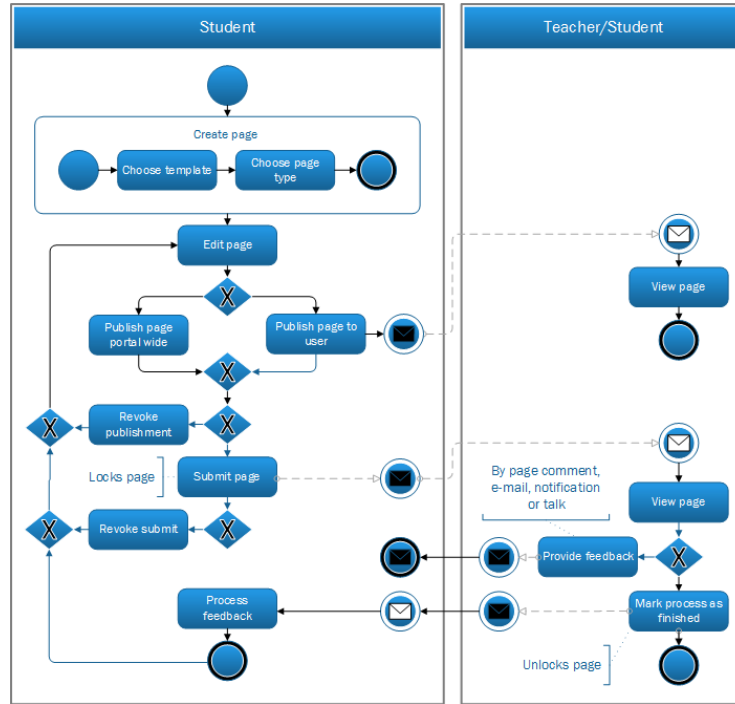 Student
Teacher/Student
Create page
Choose template
Choose page
type
Edit page
View page
Publish page
portal wide
Publish page to
user
X
X
Revoke
publishment
X
X
By page comment,
e-mail, notification
or talk
Locks page
Submit page
View page
X
Revoke submit
X
Provide feedback
X
Process
feedback
Mark process as
finished
Unlocks page